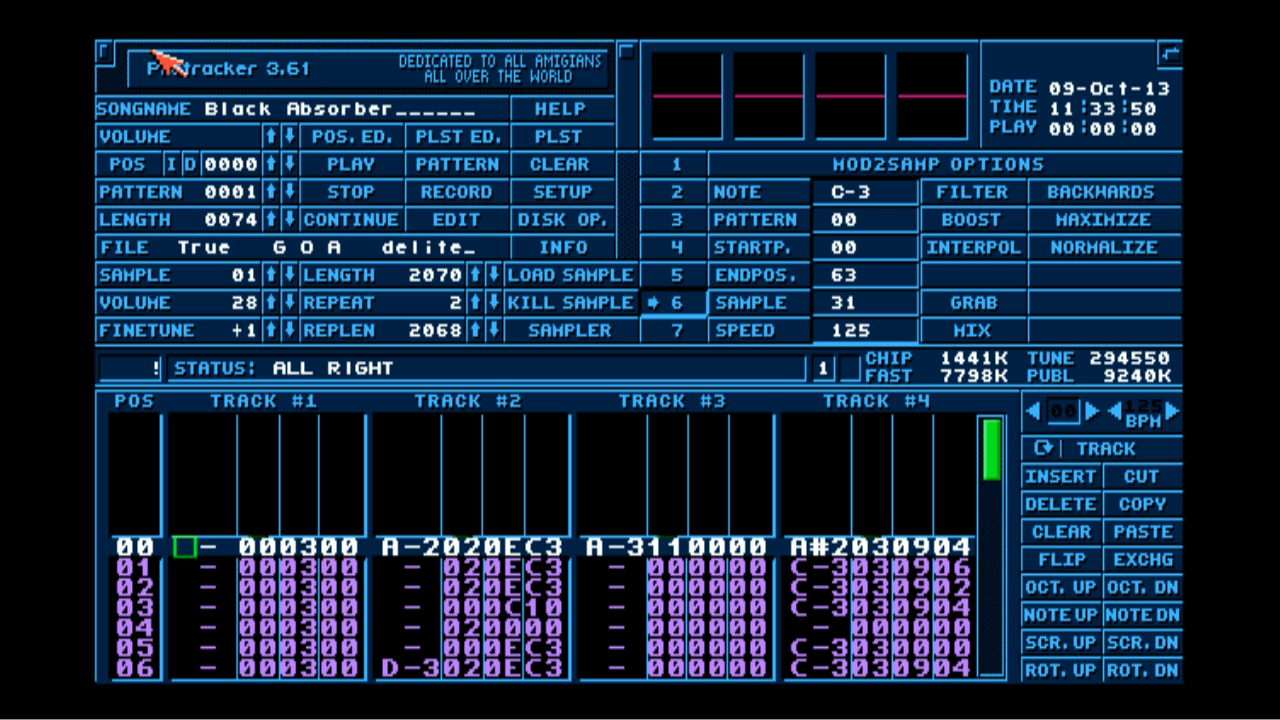 Protracker 3.61
DEDICATED TO ALL AMIGIANS
ALL OVER THE WORLD
DATE 09-Oct-13
TIME 11:33:50
PLAY 00:00:00
SONGNAME Black Absorber______ HELP
VOLUME POS. ED. PLST ED. PLST
POS I D 0000 PLAY PATTERN CLEAR 1 MOD2SAMP OPTIONS
PATTERN 0001 STOP RECORD SETUP 2 NOTE C-3 FILTER BACKWARDS
LENGTH 0074 CONTINUE EDIT DISK OP. 3 PATTERN 00 BOOST MAXIMIZE
FILE True G O A delite_ INFO 4 STARTP. 00 INTERPOL NORMALIZE
SAMPLE 01 LENGTH 2070 LOAD SAMPLE 5 ENDPOS. 63
VOLUME 28 REPEAT 2 KILL SAMPLE 6 SAMPLE 31 GRAB
FINETUNE +1 REPLEN 2068 SAMPLER 7 SPEED 125 MIX
! STATUS: ALL RIGHT 1 CHIP 1441K TUNE 294550
FAST 7798K PUBL 9240K
POS TRACK #1 TRACK #2 TRACK #3 TRACK #4
00 125 BPM
TRACK
INSERT CUT
DELETE COPY
CLEAR PASTE
FLIP EXCHG
OCT. UP OCT. DN
NOTE UP NOTE DN
SCR. UP SCR. DN
ROT. UP ROT. DN
00 - 000300 A-2020EC3 A-3110000 A#2030904
01 - 000300 - 020EC3 - 000000 C-3030906
02 - 000300 - 020EC3 - 000000 C-3030902
03 - 000300 - 000C10 - 000000 C-3030904
04 - 000300 - 020000 - 000000 - 000000
05 - 000300 - 000EC3 - 000000 C-3030000
06 - 000300 D-3020EC3 - 000000 C-3030904